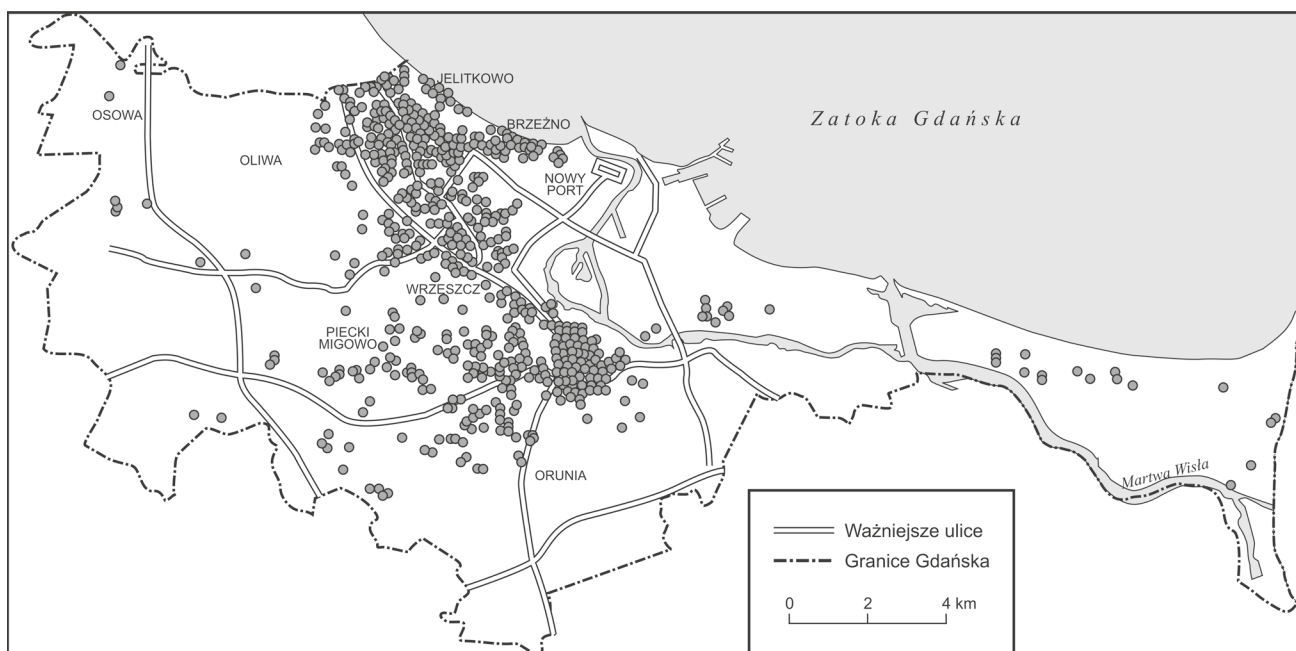 JELITKOWO
OSOWA
BRZEŹNO
Zatoka Gdańska
OLIWA
NOWY
PORT
WRZESZCZ
PIECKI
MIGOWO
ORUNIA
Martwa Wisła
Ważniejsze ulice
Granice Gdańska
0 2 4 km